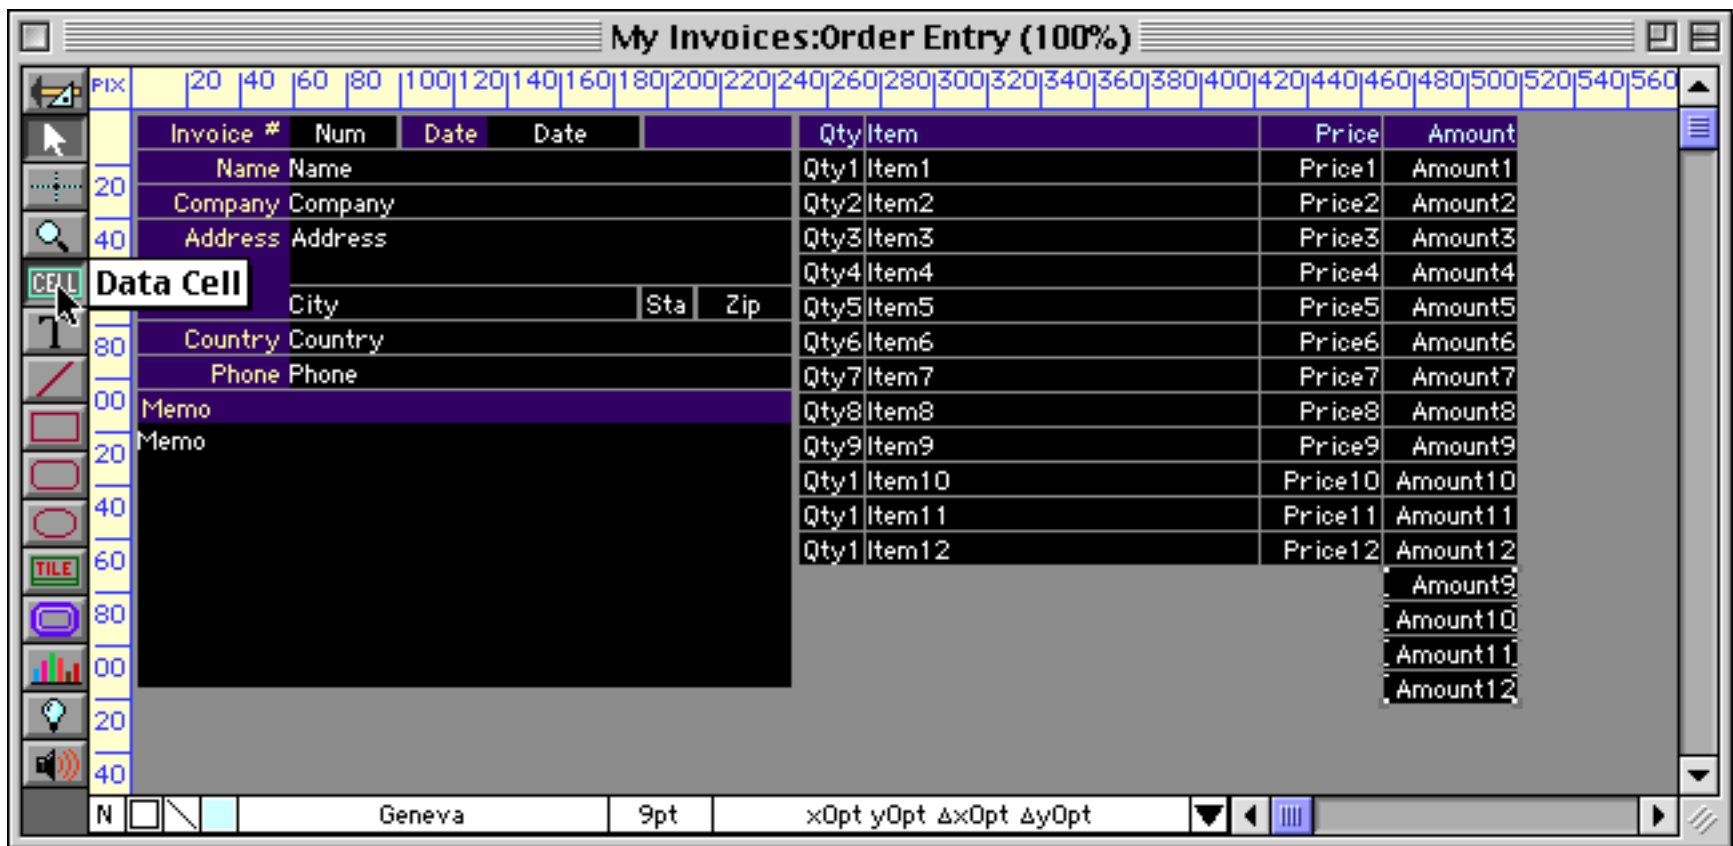 My Invoices:Order Entry (100%)
PIX 20 40 60 80 100 120 140 160 180 200 220 240 260 280 300 320 340 360 380 400 420 440 460 480 500 520 540 560
Invoice # Num Date Date Qty Item Price Amount
Name Name Qty1 Item1 Price1 Amount1
20
Company Company Qty2 Item2 Price2 Amount2
40 Address Address Qty3 Item3 Price3 Amount3
CELL Data Cell Qty4 Item4 Price4 Amount4
City Sta Zip Qty5 Item5 Price5 Amount5
T
80 Country Country Qty6 Item6 Price6 Amount6
Phone Phone Qty7 Item7 Price7 Amount7
00 Memo Qty8 Item8 Price8 Amount8
20 Memo Qty9 Item9 Price9 Amount9
Qty1 Item10 Price10 Amount10
40 Qty1 Item11 Price11 Amount11
TILE 60 Qty1 Item12 Price12 Amount12
Amount9
80 Amount10
00 Amount11
Amount12
20
40
N Geneva 9pt x0pt y0pt Δx0pt Δy0pt